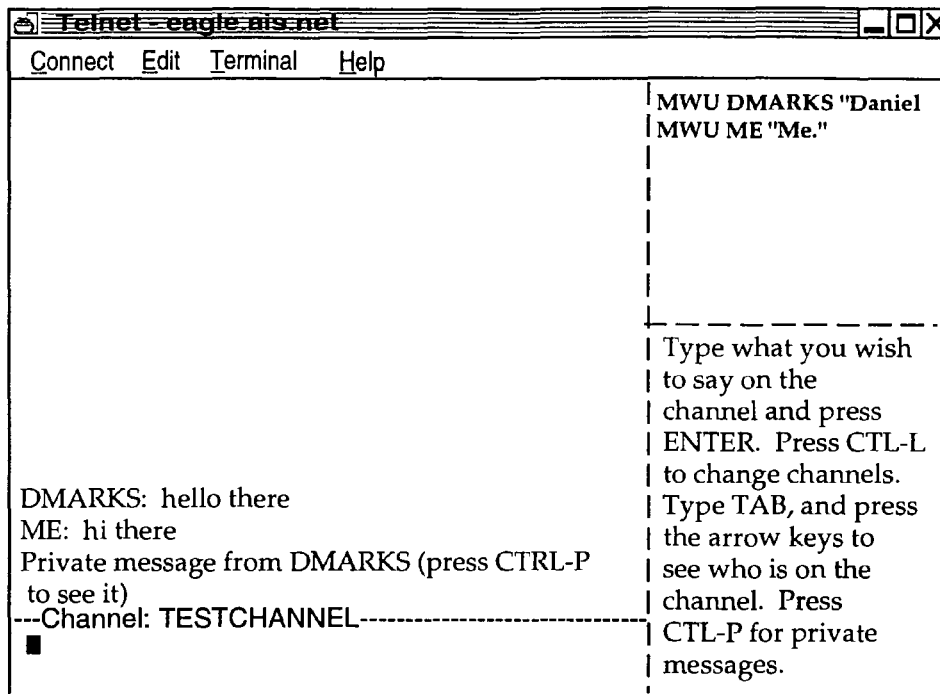 Telnet - eagle.ais.net
Connect Edit Terminal Help
MWU DMARKS "Daniel
MWU ME "Me."
DMARKS: hello there
ME: hi there
Private message from DMARKS (press CTRL-P
to see it)
---Channel: TESTCHANNEL---
Type what you wish
to say on the
channel and press
ENTER. Press CTL-L
to change channels.
Type TAB, and press
the arrow keys to
see who is on the
channel. Press
CTL-P for private
messages.